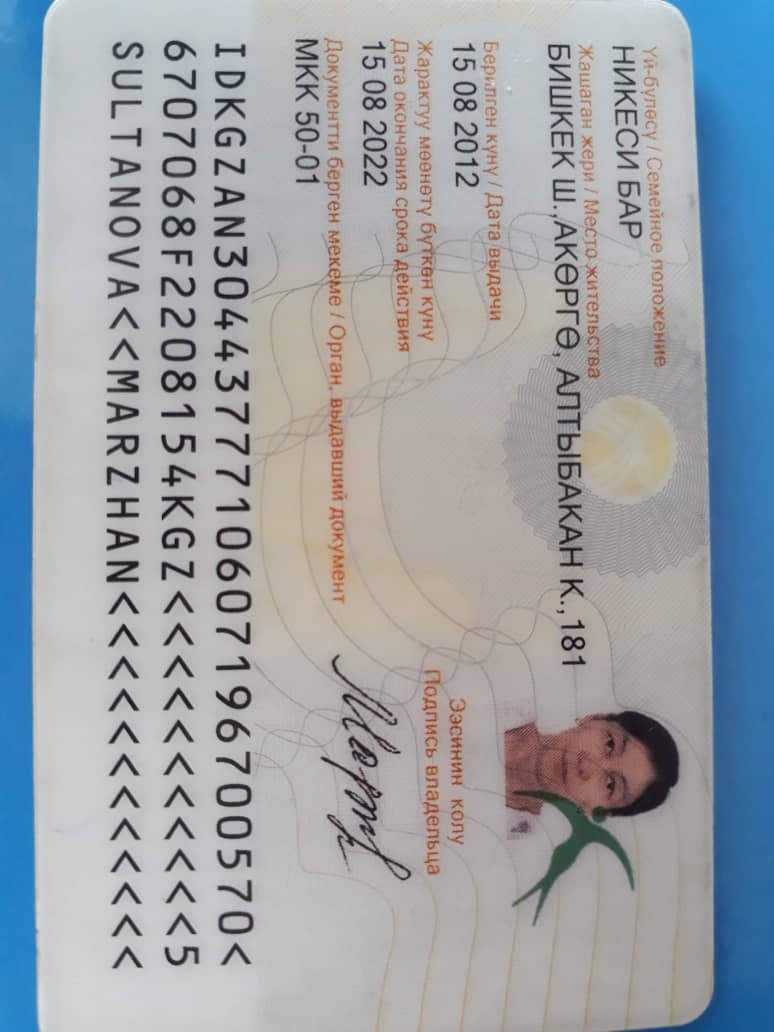 Үй-бүлөсү / Семейное положение
НИКЕСИ БАР
Жашаган жери / Место жительства
БИШКЕК Ш.,АКӨРГӨ, АЛТЫБАКАН К.,181
Берилген күнү / Дата выдачи
15 08 2012
Жарактуу мөөнөтү бүткөн күнү
Дата окончания срока действия
15 08 2022
Документти берген мекеме / Орган, выдавший документ
МКК 50-01
Ээсинин колу
Подпись владельца
IDKGZAN3044377710607196700570<
6707068F2208154KGZ<<<<<<<<<<<5
SULTANOVA<<MARZHAN<<<<<<<<<<<<